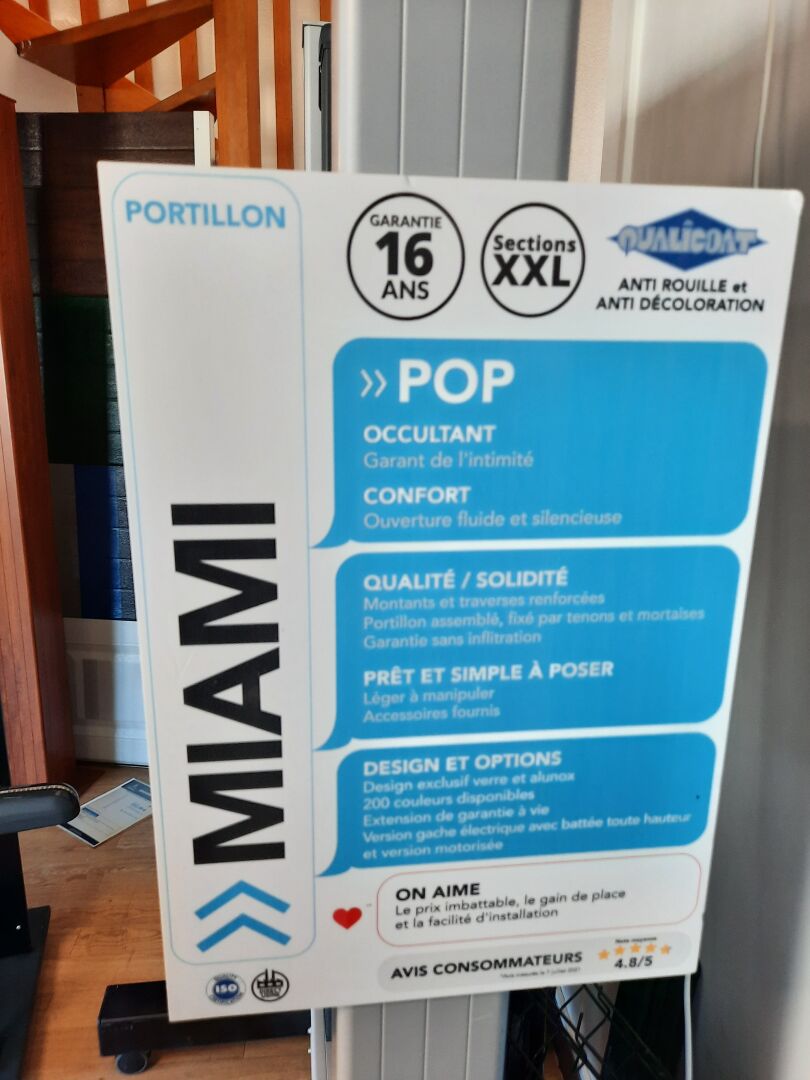 PORTILLON
MIAMI
GARANTIE
16
ANS
Sections
XXL
QUALICOAT
ANTI ROUILLE et
ANTI DÉCOLORATION
>> POP
OCCULTANT
Garant de l'intimité
CONFORT
Ouverture fluide et silencieuse
QUALITÉ / SOLIDITÉ
Montants et traverses renforcées
Portillon assemblé, fixé par tenons et mortaises
Garantie sans infiltration
PRÊT ET SIMPLE À POSER
Léger à manipuler
Accessoires fournis
DESIGN ET OPTIONS
Design exclusif verre et alunox
200 couleurs disponibles
Extension de garantie à vie
Version gache électrique avec battée toute hauteur
et version motorisée
ON AIME
Le prix imbattable, le gain de place
et la facilité d'installation
AVIS CONSOMMATEURS
Note moyenne
4.8/5
ISO